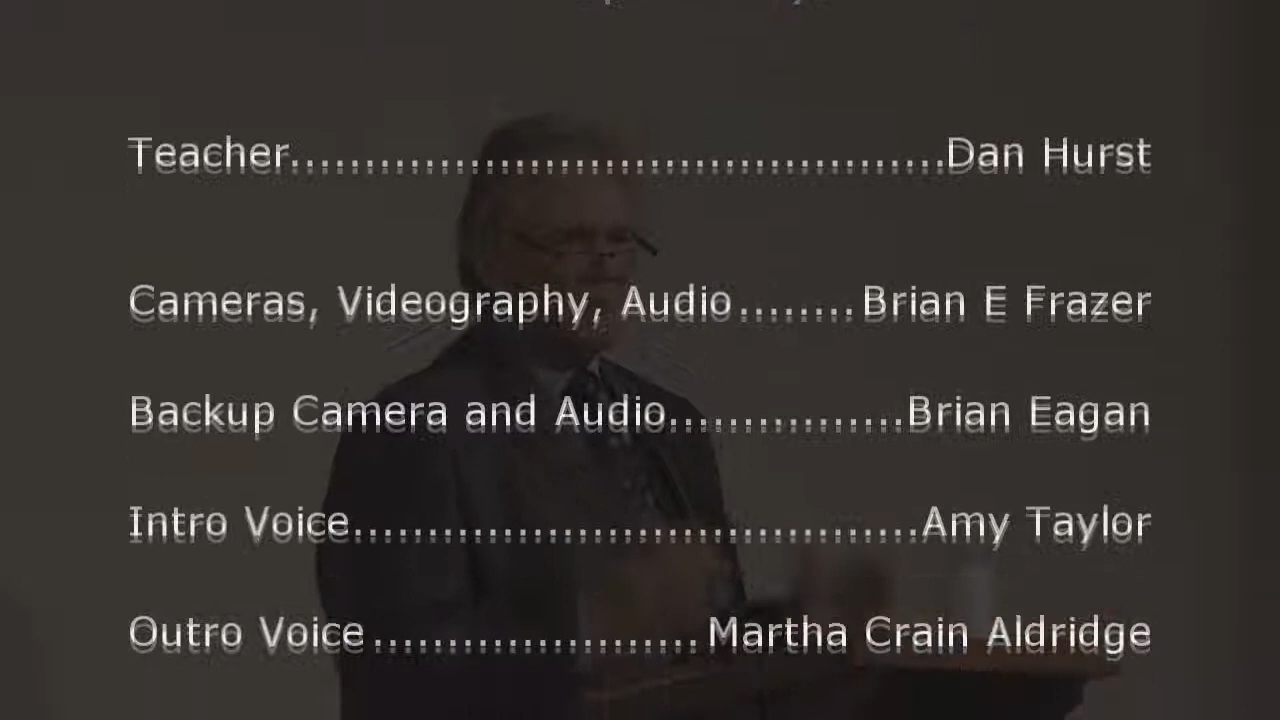 Teacher............................................Dan Hurst
Cameras, Videography, Audio........Brian E Frazer
Backup Camera and Audio................Brian Eagan
Intro Voice......................................Amy Taylor
Outro Voice......................Martha Crain Aldridge